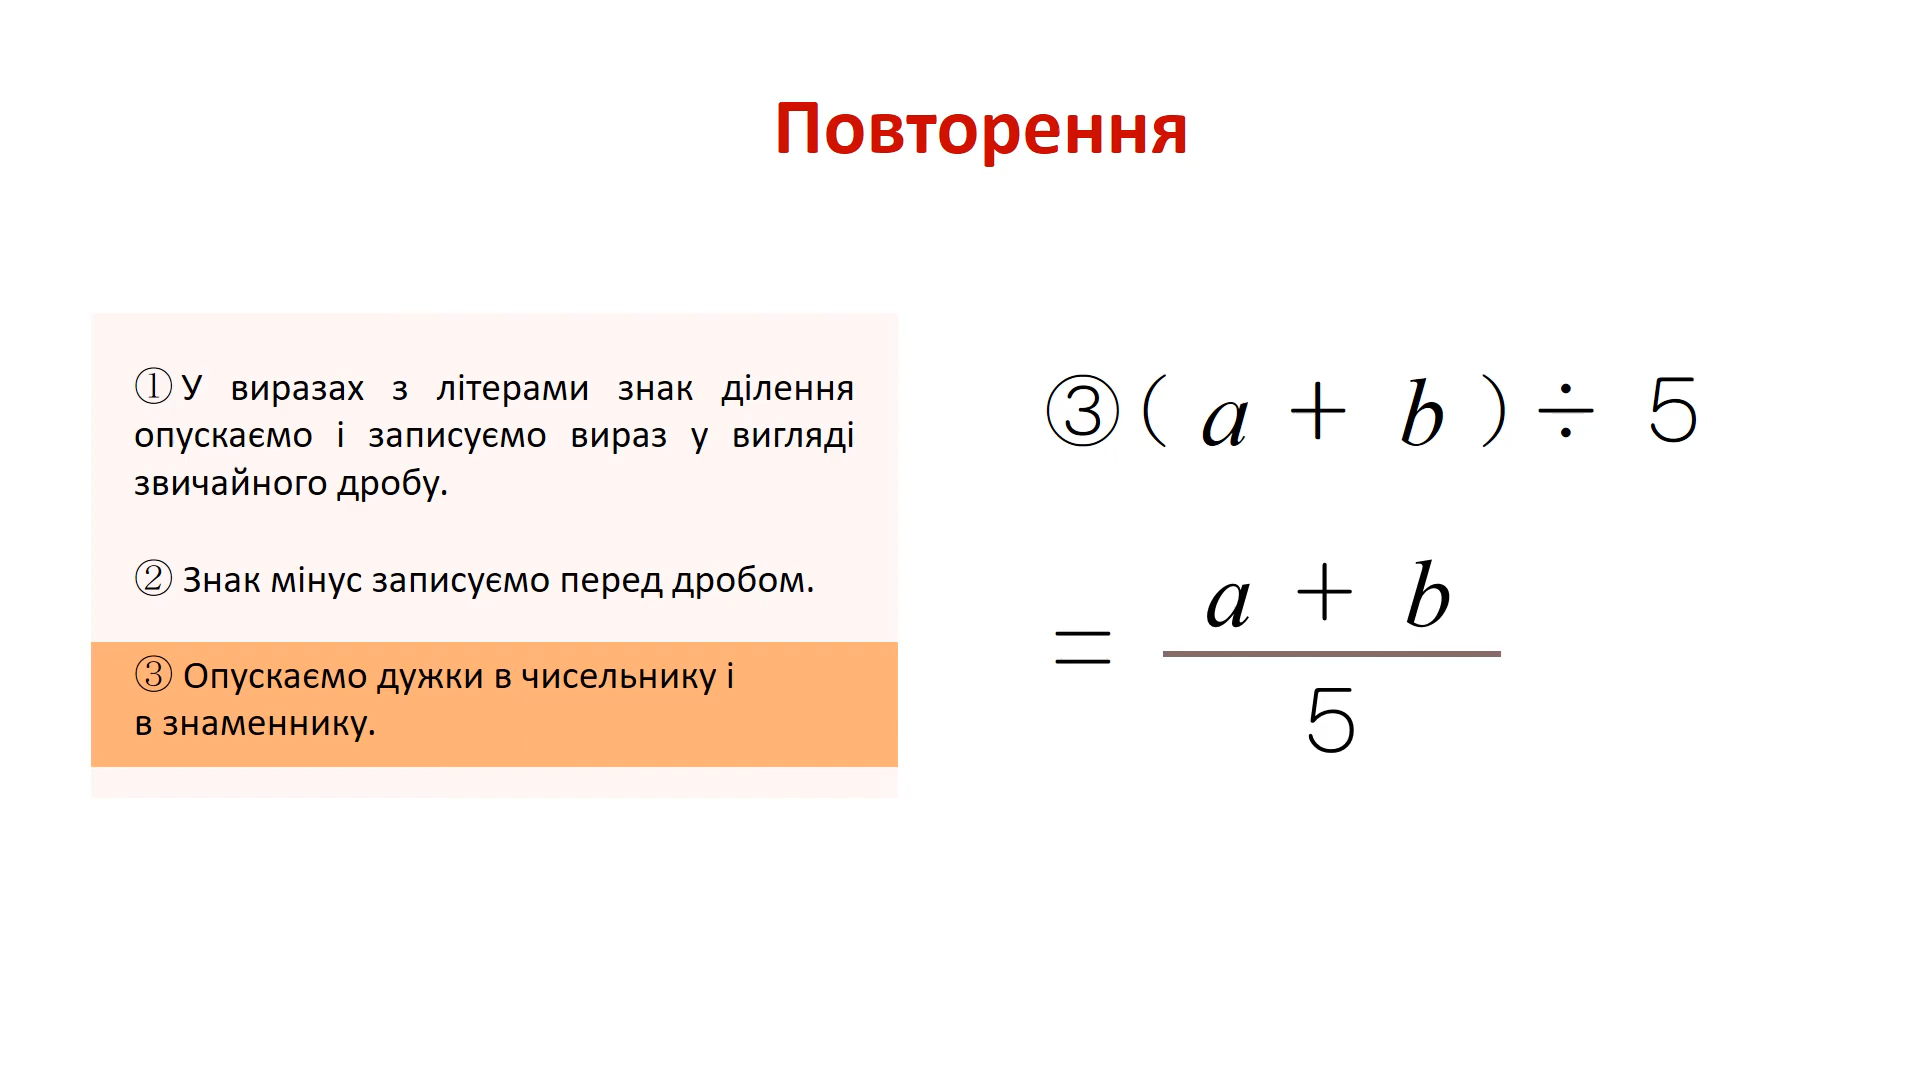 Повторення
① У виразах з літерами знак ділення
опускаємо і записуємо вираз у вигляді
звичайного дробу.
② Знак мінус записуємо перед дробом.
③ Опускаємо дужки в чисельнику і
в знаменнику.
③ ( a + b ) ÷ 5
a + b
=
5